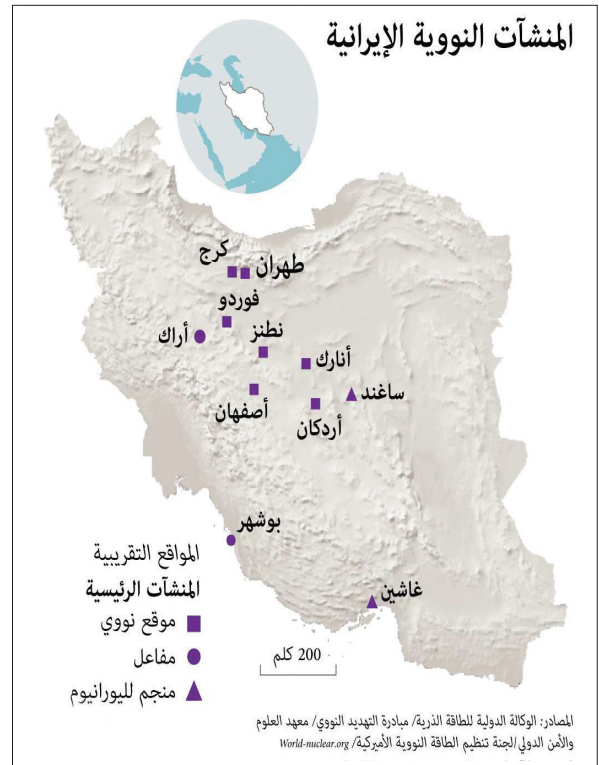 المنشآت النووية الإيرانية
كرج
طهران
فوردو
أراك
نطنز
أنارك
ساغند
أصفهان
أردكان
بوشهر
غاشين
المواقع التقريبية
المنشآت الرئيسية
موقع نووي
مفاعل
منجم لليورانيوم
200 كلم
المصادر: الوكالة الدولية للطاقة الذرية/ مبادرة التهديد النووي/ معهد العلوم
والأمن الدولي/لجنة تنظيم الطاقة النووية الأميركية/ World-nuclear.org